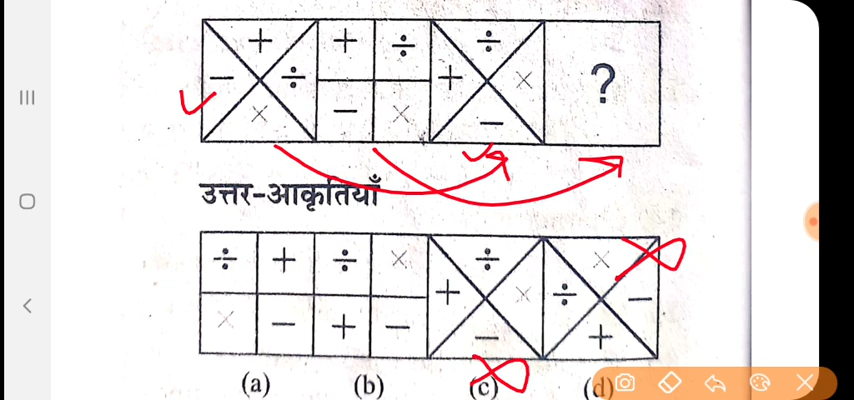 + + ÷ ÷
− ÷ + × ?
× − × −
उत्तर-आकृतियाँ
÷ + ÷ × ÷ ×
+ × ÷ −
× − + − − +
(a) (b) (c) (d)